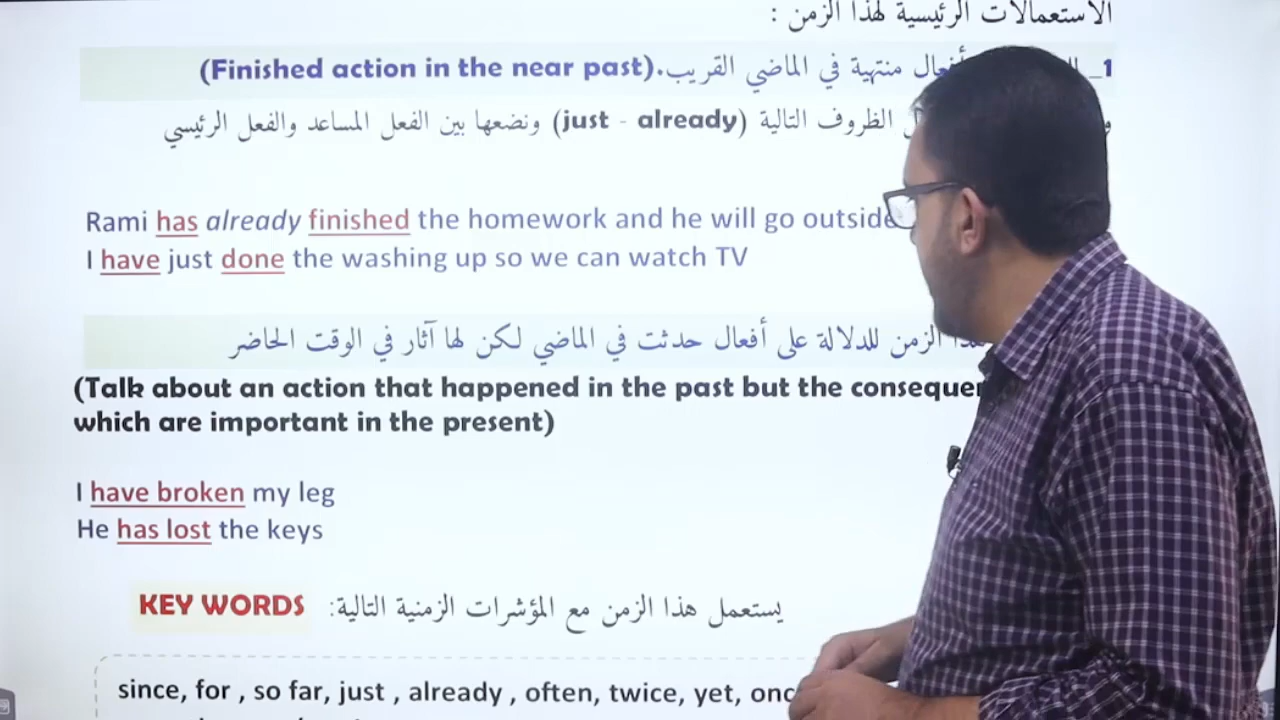 الاستعمالات الرئيسية لهذا الزمن :
1_ أفعال منتهية في الماضي القريب.(Finished action in the near past)
الظروف التالية (just - already) ونضعها بين الفعل المساعد والفعل الرئيسي
Rami has already finished the homework and he will go outside
I have just done the washing up so we can watch TV
الزمن للدلالة على أفعال حدثت في الماضي لكن لها آثار في الوقت الحاضر
(Talk about an action that happened in the past but the
which are important in the present)
I have broken my leg
He has lost the keys
KEY WORDS يستعمل هذا الزمن مع المؤشرات الزمنية التالية:
since, for , so far, just , already , often, twice, yet,